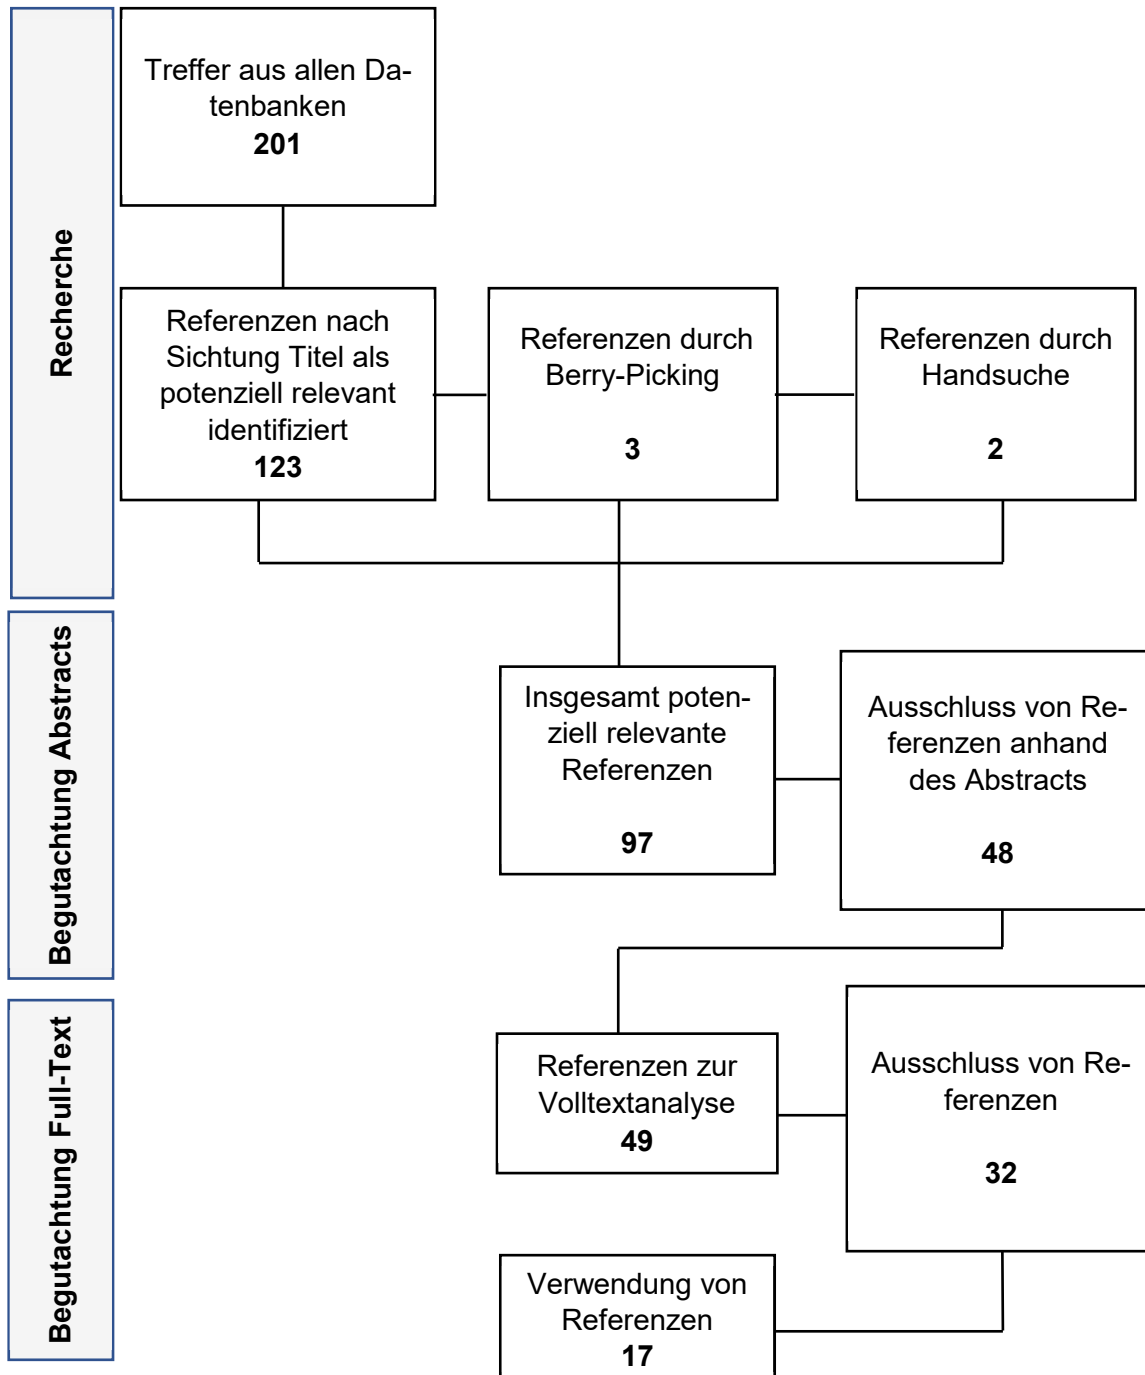 Recherche
Treffer aus allen Da-
tenbanken
201
Referenzen nach
Sichtung Titel als
potenziell relevant
identifiziert
123
Referenzen durch
Berry-Picking
3
Referenzen durch
Handsuche
2
Begutachtung Abstracts
Insgesamt poten-
ziell relevante
Referenzen
97
Ausschluss von Re-
ferenzen anhand
des Abstracts
48
Begutachtung Full-Text
Referenzen zur
Volltextanalyse
49
Ausschluss von Re-
ferenzen
32
Verwendung von
Referenzen
17